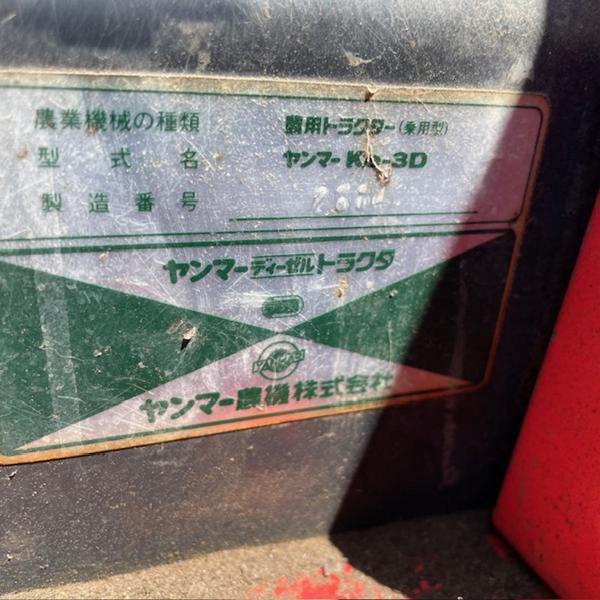 農業機械の種類 農用トラクター(乗用型)
型式名 ヤンマー -3D
製造番号
ヤンマーディーゼルトラクタ
ヤンマー農機株式会社